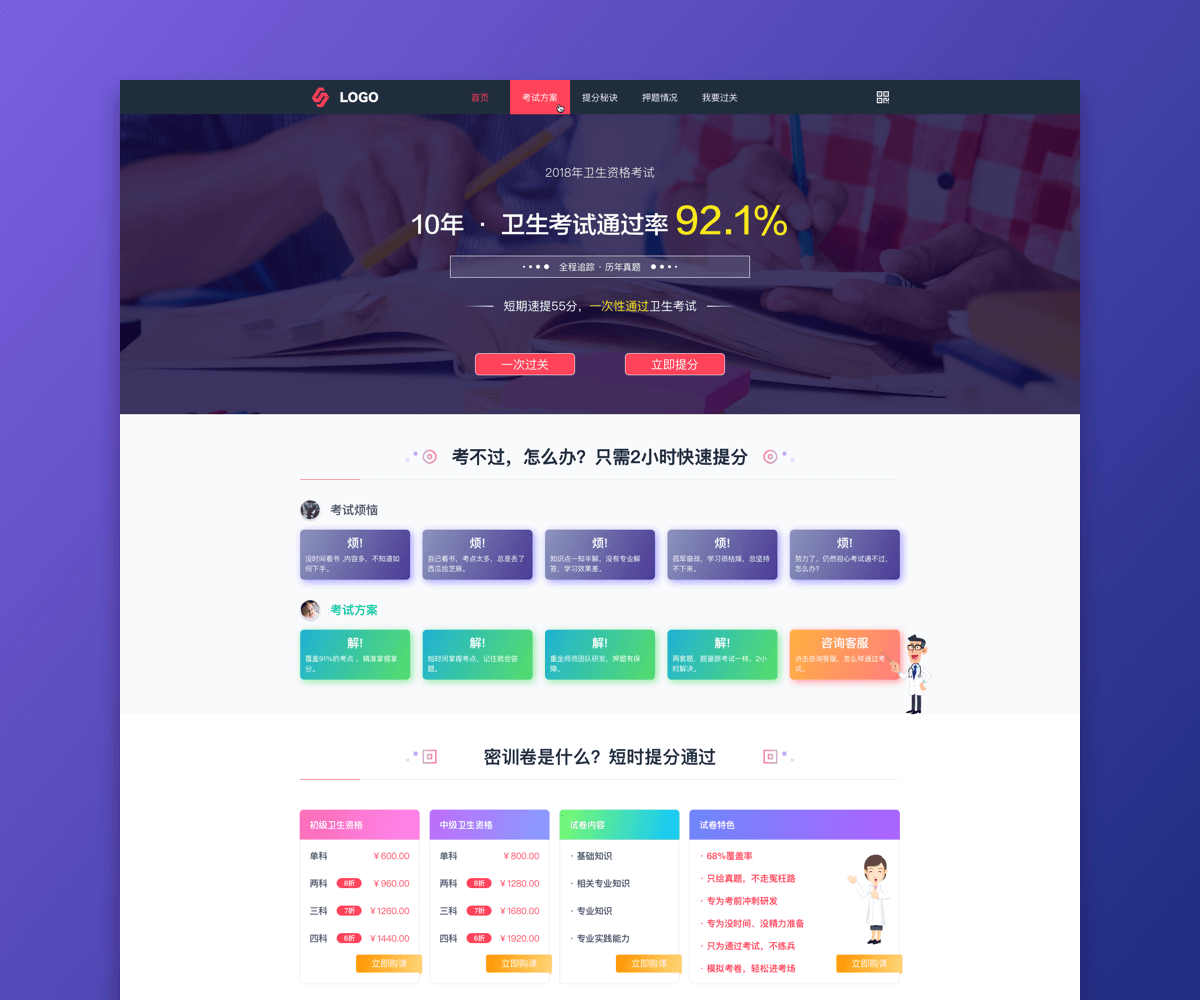 LOGO
首页 考试方案 提分秘诀 押题情况 我要过关
2018年卫生资格考试
10年 · 卫生考试通过率 92.1%
全程追踪 · 历年真题
短期速提55分，一次性通过卫生考试
一次过关 立即提分
考不过，怎么办？只需2小时快速提分
考试烦恼
烦!
没时间看书 ,内容多，不知道如
何下手。
烦!
自己看书，考点太多，总是丢了
西瓜捡芝麻。
烦!
知识点一知半解，没有专业解
答，学习效果差。
烦!
孤军奋战，学习很枯燥，总坚持
不下来。
烦!
努力了，仍然担心考试通不过，
怎么办?
考试方案
解!
覆盖91%的考点 ，精准掌握拿
分。
解!
短时间掌握考点，记住就会答
题。
解!
重金师资团队研发，押题有保
障。
解!
两套题，题量跟考试一样，2小
时解决。
咨询客服
点击咨询客服，怎么样通过考
试。
密训卷是什么？短时提分通过
初级卫生资格
单科 ￥600.00
两科 8折 ￥960.00
三科 7折 ￥1260.00
四科 6折 ￥1440.00
立即购课
中级卫生资格
单科 ￥800.00
两科 8折 ￥1280.00
三科 7折 ￥1680.00
四科 6折 ￥1920.00
立即购课
试卷内容
· 基础知识
· 相关专业知识
· 专业知识
· 专业实践能力
立即购课
试卷特色
· 68%覆盖率
· 只给真题，不走冤枉路
· 专为考前冲刺研发
· 专为没时间、没精力准备
· 只为通过考试，不练兵
· 模拟考卷，轻松进考场
立即购课